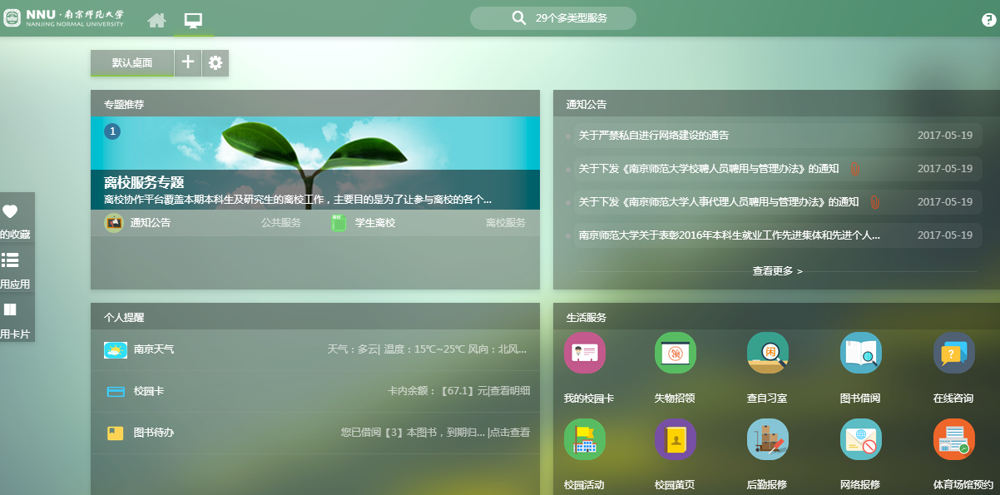 NNU·南京师范大学
NANJING NORMAL UNIVERSITY
29个多类型服务
?
默认桌面
专题推荐
1
离校服务专题
离校协作平台覆盖本期本科生及研究生的离校工作，主要目的是为了让参与离校的各个...
通知公告 公共服务 学生离校 离校服务
通知公告
关于严禁私自进行网络建设的通告 2017-05-19
关于下发《南京师范大学校聘人员聘用与管理办法》的通知 2017-05-19
关于下发《南京师范大学人事代理人员聘用与管理办法》的通知 2017-05-19
南京师范大学关于表彰2016年本科生就业工作先进集体和先进个人... 2017-05-19
查看更多 >
的收藏
用应用
用卡片
个人提醒
南京天气 天气：多云| 温度：15℃~25℃ 风向：北风...
校园卡 卡内余额：【67.1】元|查看明细
图书待办 您已借阅【3】本图书，到期归... |点击查看
生活服务
领
闲
?
我的校园卡 失物招领 查自习室 图书借阅 在线咨询
校园活动 校园黄页 后勤报修 网络报修 体育场馆预约